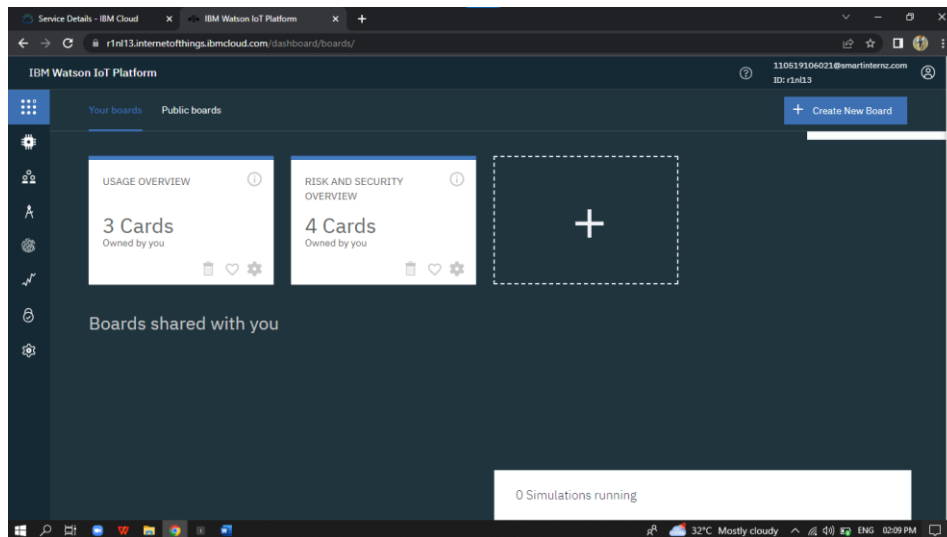 Service Details - IBM Cloud
IBM Watson IoT Platform
r1nl13.internetofthings.ibmcloud.com/dashboard/boards/
IBM Watson IoT Platform
110519106021@smartinternz.com
ID: r1nl13
Your boards
Public boards
Create New Board
USAGE OVERVIEW
3 Cards
Owned by you
RISK AND SECURITY
OVERVIEW
4 Cards
Owned by you
Boards shared with you
0 Simulations running
32°C Mostly cloudy
ENG
02:09 PM